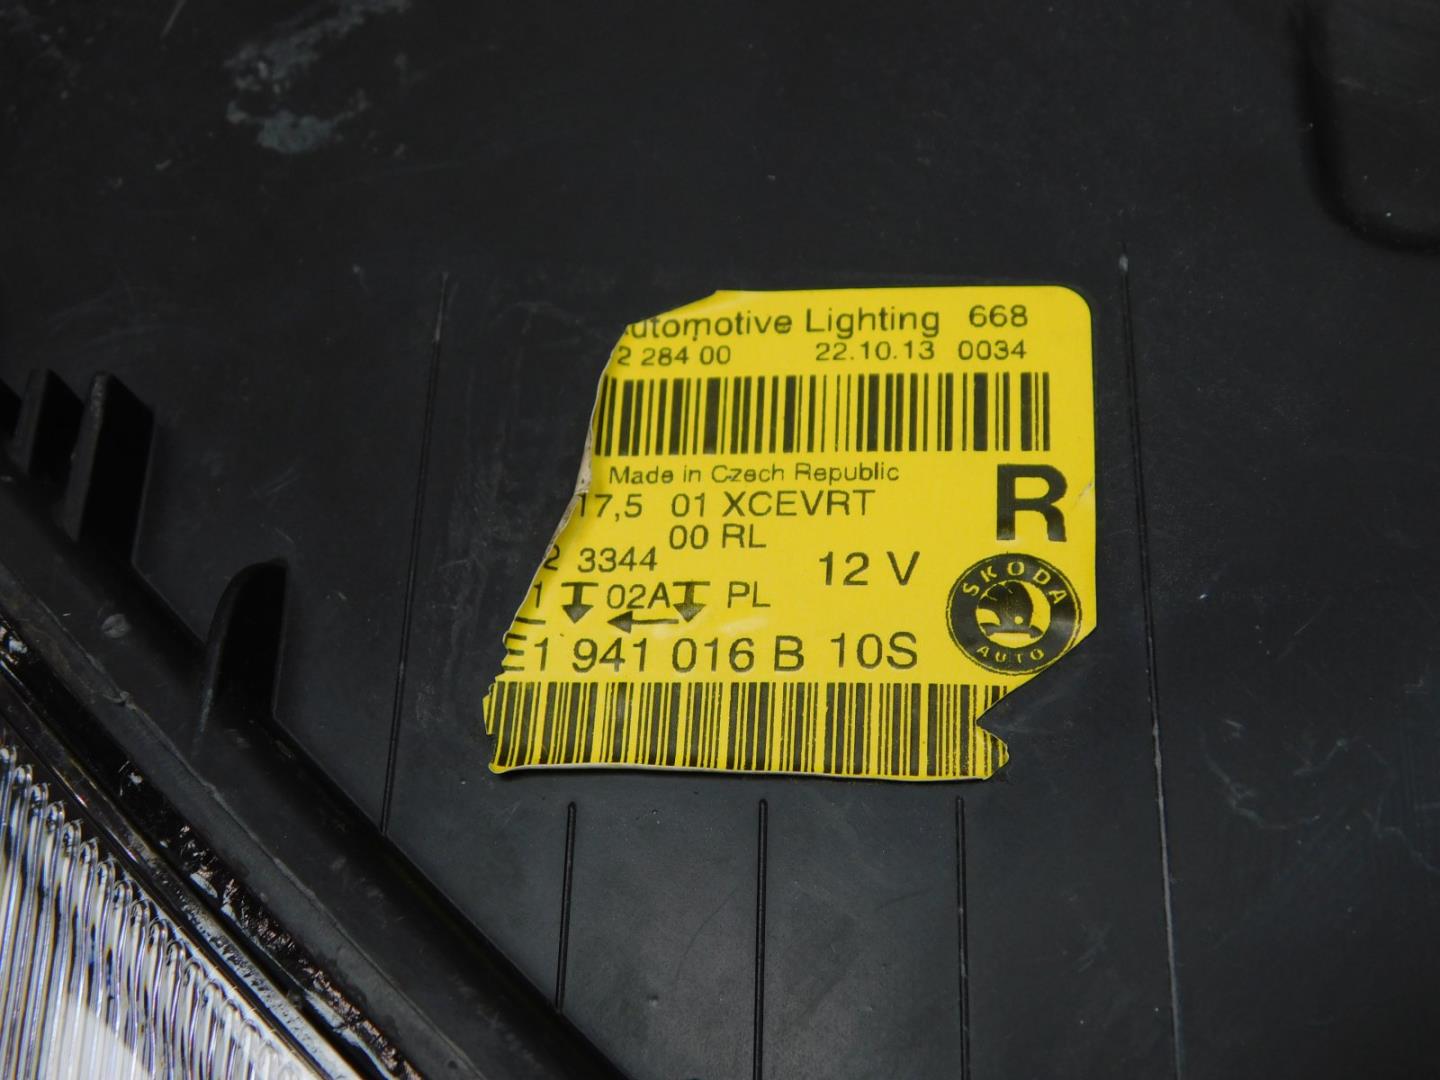 utomotive Lighting 668
2 284 00 22.10.13 0034
Made in Czech Republic
17,5 01 XCEVRT
00 RL
R
2 3344
12 V
1 02A PL
E1 941 016 B 10S
SKODA
AUTO